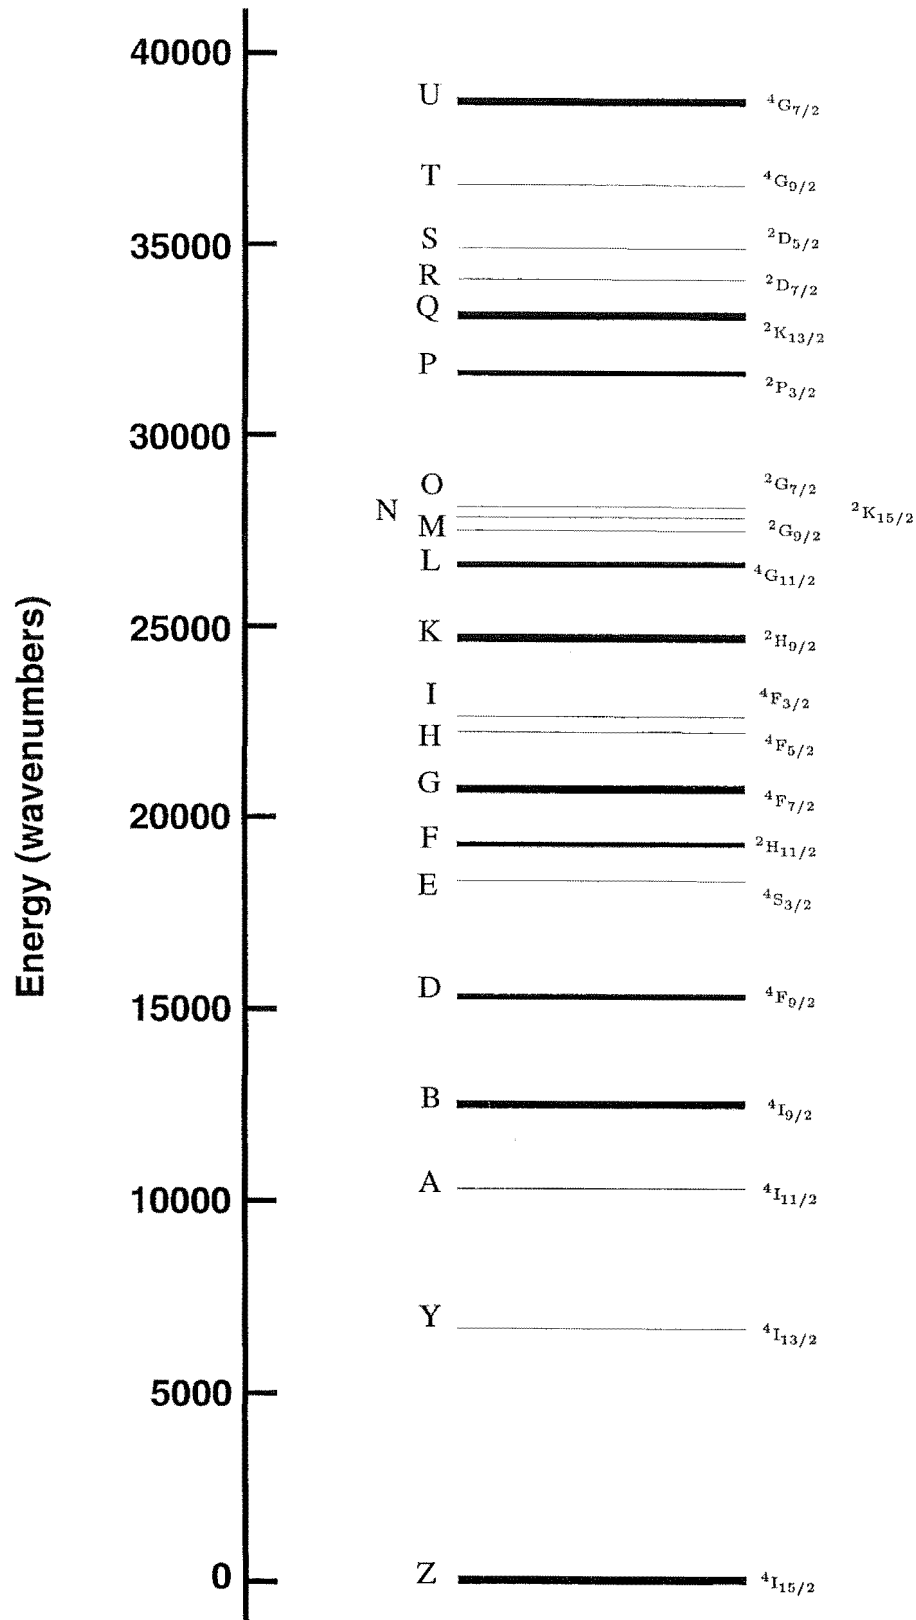 40000
U ⁴G₇/₂
T ⁴G₉/₂
35000
S ²D₅/₂
R ²D₇/₂
Q ²K₁₃/₂
P ²P₃/₂
30000
O ²G₇/₂
N ²K₁₅/₂
M ²G₉/₂
L ⁴G₁₁/₂
25000
K ²H₉/₂
I ⁴F₃/₂
H ⁴F₅/₂
G ⁴F₇/₂
20000
F ²H₁₁/₂
E ⁴S₃/₂
D ⁴F₉/₂
15000
B ⁴I₉/₂
A ⁴I₁₁/₂
10000
Y ⁴I₁₃/₂
5000
0 Z ⁴I₁₅/₂
Energy (wavenumbers)